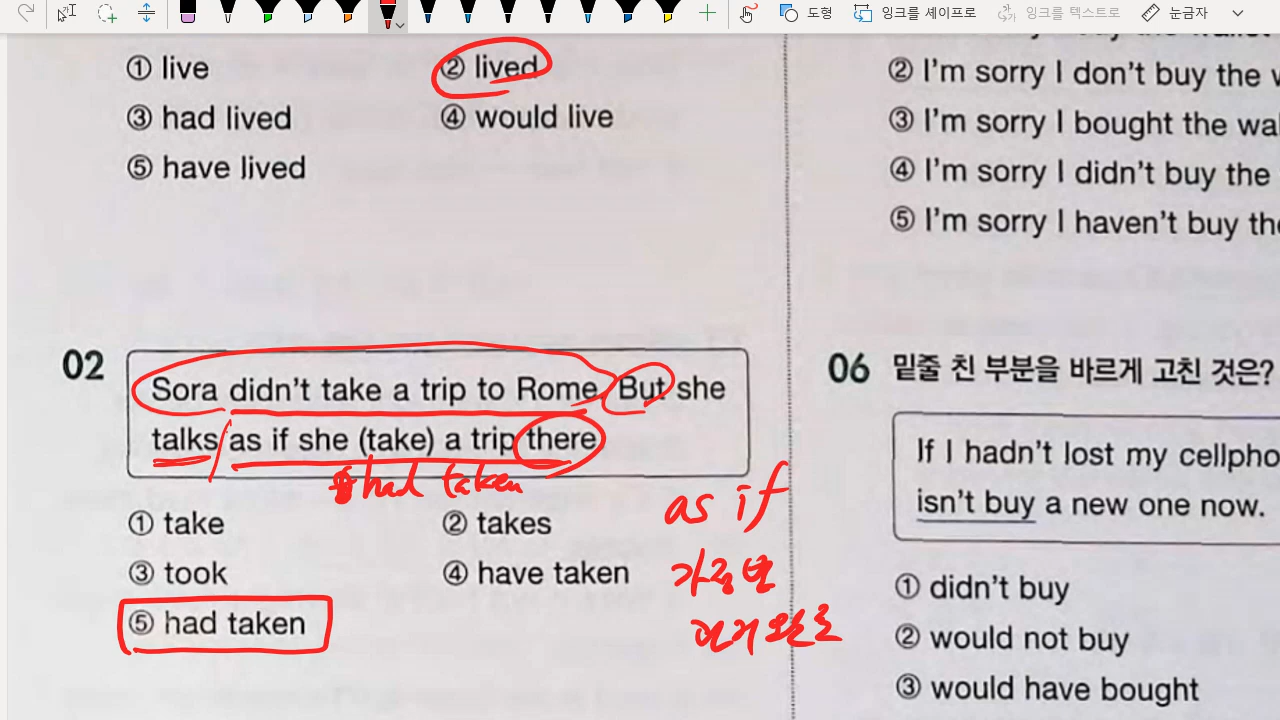 도형
잉크를 셰이프로
잉크를 텍스트로
눈금자
① live
② lived
③ had lived
④ would live
⑤ have lived
02
Sora didn't take a trip to Rome. But she
talks as if she (take) a trip there
had taken
① take
② takes
③ took
④ have taken
⑤ had taken
as if
가정법
과거완료
② I'm sorry I don't buy the
③ I'm sorry I bought the
④ I'm sorry I didn't buy the
⑤ I'm sorry I haven't buy
06 밑줄 친 부분을 바르게 고친 것은?
If I hadn't lost my
isn't buy a new one now.
① didn't buy
② would not buy
③ would have bought